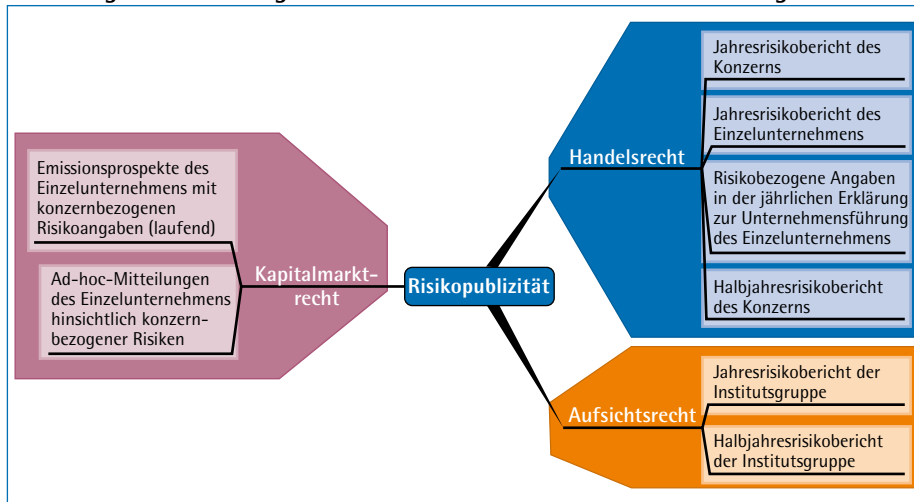 Risikopublizität
Kapitalmarkt-
recht
Emissionsprospekte des
Einzelunternehmens mit
konzernbezogenen
Risikoangaben (laufend)
Ad-hoc-Mitteilungen
des Einzelunternehmens
hinsichtlich konzern-
bezogener Risiken
Handelsrecht
Jahresrisikobericht des
Konzerns
Jahresrisikobericht des
Einzelunternehmens
Risikobezogene Angaben
in der jährlichen Erklärung
zur Unternehmensführung
des Einzelunternehmens
Halbjahresrisikobericht
des Konzerns
Aufsichtsrecht
Jahresrisikobericht der
Institutsgruppe
Halbjahresrisikobericht
der Institutsgruppe